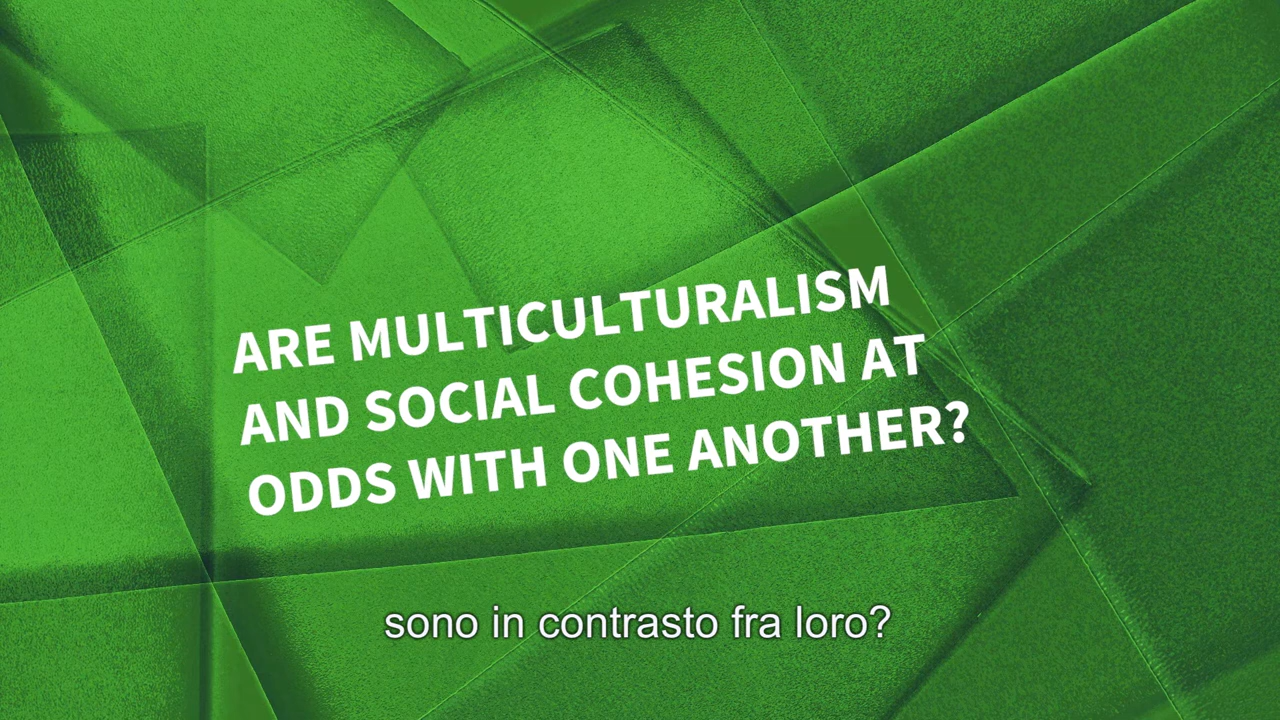 ARE MULTICULTURALISM
AND SOCIAL COHESION AT
ODDS WITH ONE ANOTHER?
sono in contrasto fra loro?